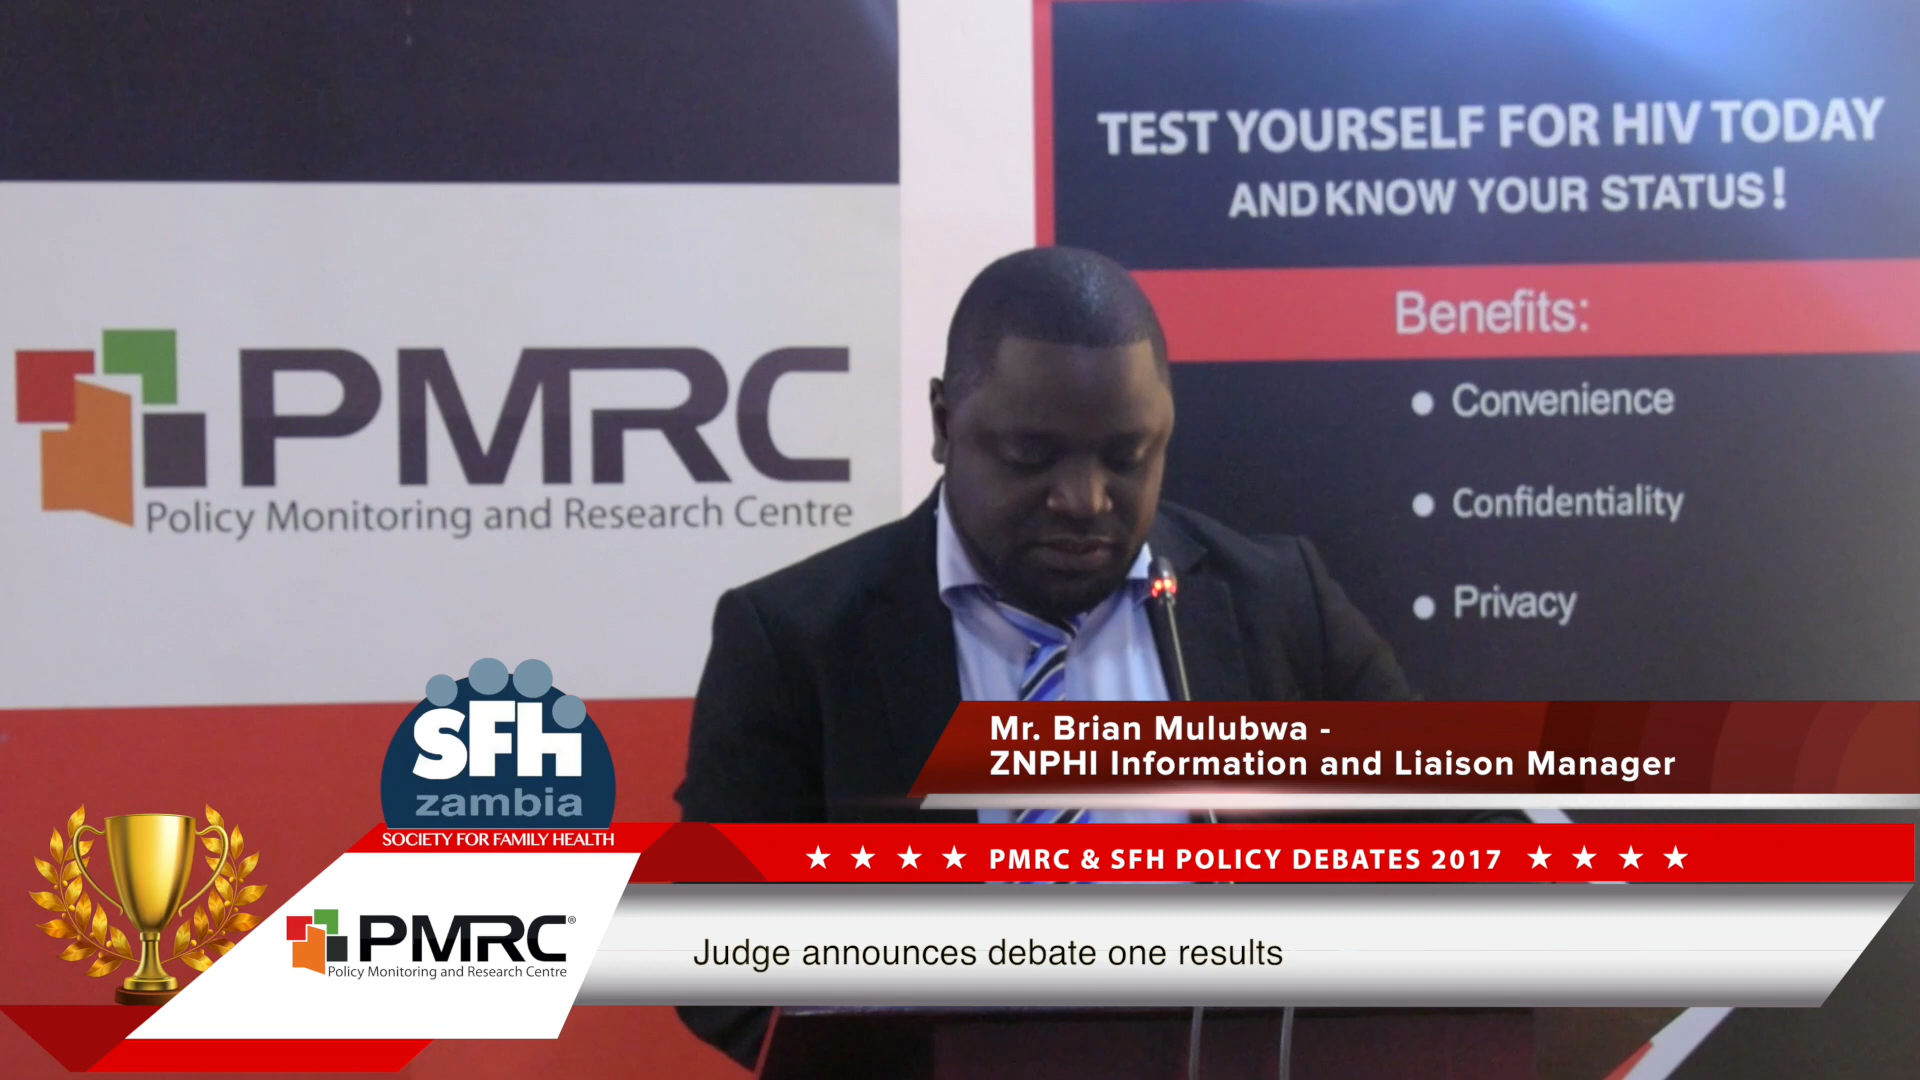 TEST YOURSELF FOR HIV TODAY
AND KNOW YOUR STATUS!
Benefits:
Convenience
Confidentiality
Privacy
PMRC
Policy Monitoring and Research Centre
SFh
zambia
SOCIETY FOR FAMILY HEALTH
Mr. Brian Mulubwa -
ZNPHI Information and Liaison Manager
PMRC & SFH POLICY DEBATES 2017
PMRC®
Policy Monitoring and Research Centre
Judge announces debate one results